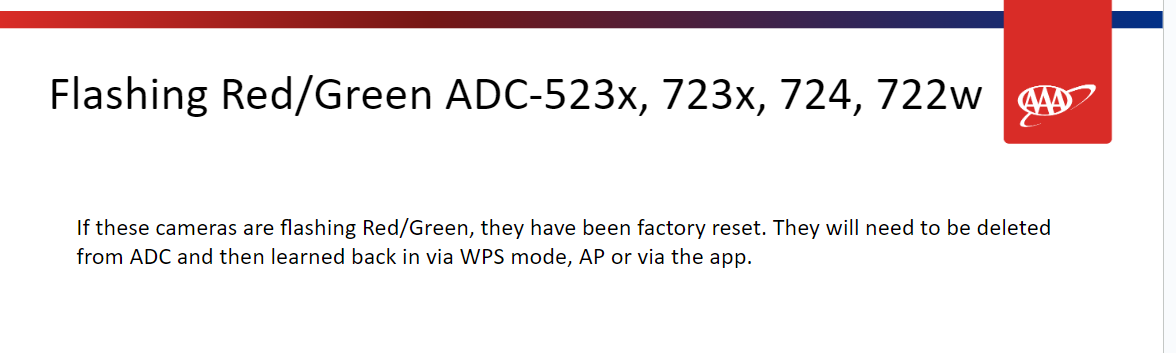 Flashing Red/Green ADC-523x, 723x, 724, 722w
AAA
If these cameras are flashing Red/Green, they have been factory reset. They will need to be deleted
from ADC and then learned back in via WPS mode, AP or via the app.